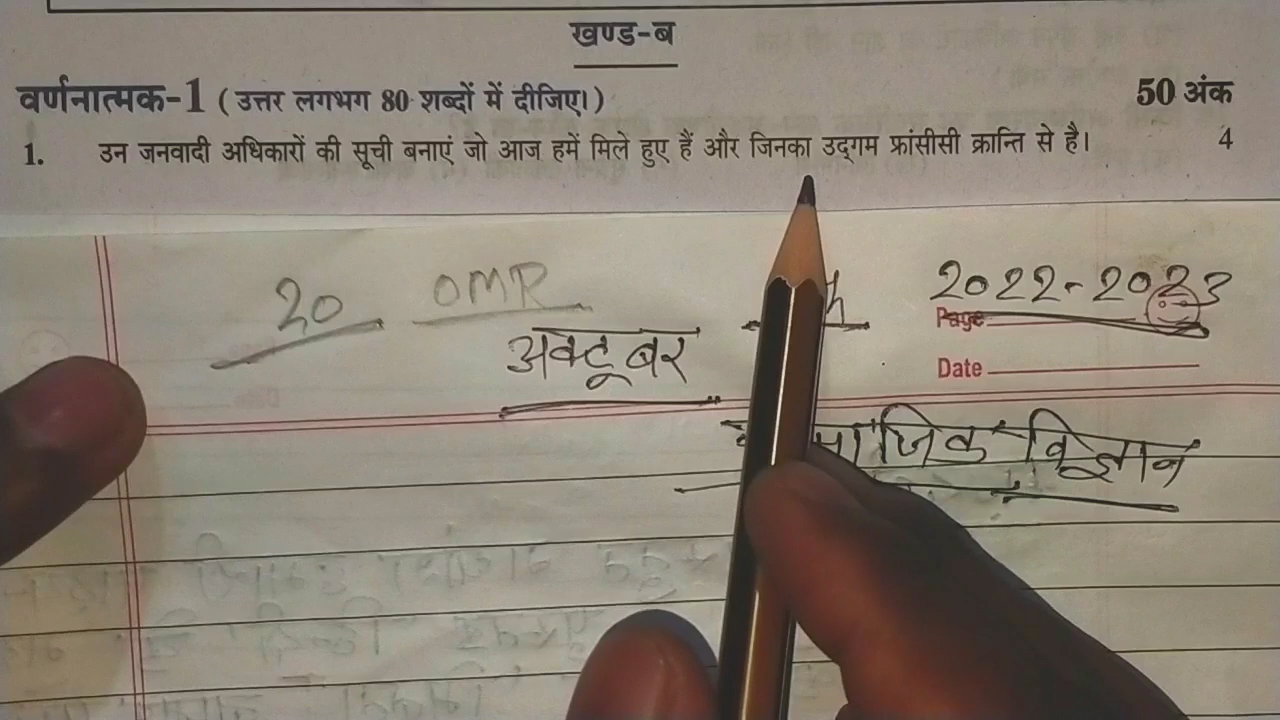 खण्ड-ब
वर्णनात्मक-1 (उत्तर लगभग 80 शब्दों में दीजिए।) 50 अंक
1. उन जनवादी अधिकारों की सूची बनाएं जो आज हमें मिले हुए हैं और जिनका उद्गम फ्रांसीसी क्रान्ति से है। 4
20 OMR 2022-2023
Page
अक्टूबर
Date
विज्ञान